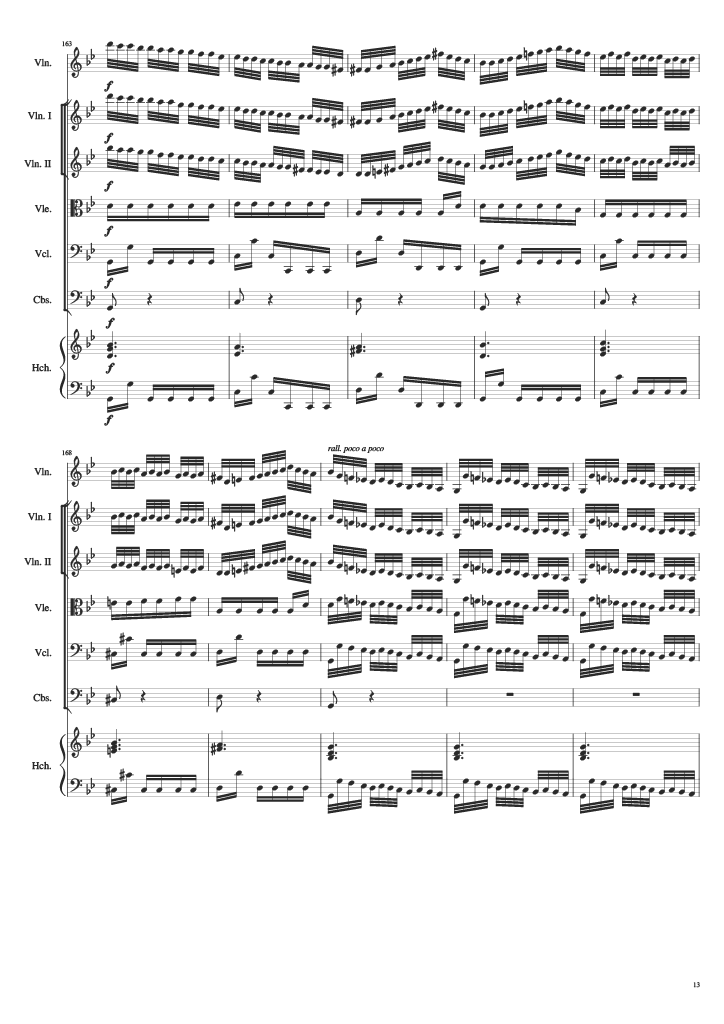 163
Vln.
f
Vln. I
f
Vln. II
f
Vle.
f
Vcl.
f
Cbs.
f
Hch.
f
f
168
rall. poco a poco
Vln.
Vln. I
Vln. II
Vle.
Vcl.
Cbs.
Hch.
13